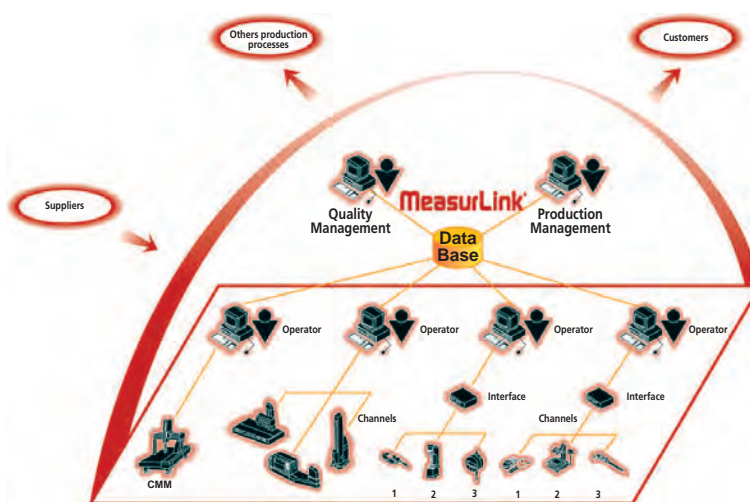 Others production
processes
Customers
Suppliers
MeasurLink
Quality
Management
Production
Management
Data
Base
Operator
Operator
Operator
Operator
Interface
Interface
Channels
Channels
CMM
1
2
3
1
2
3